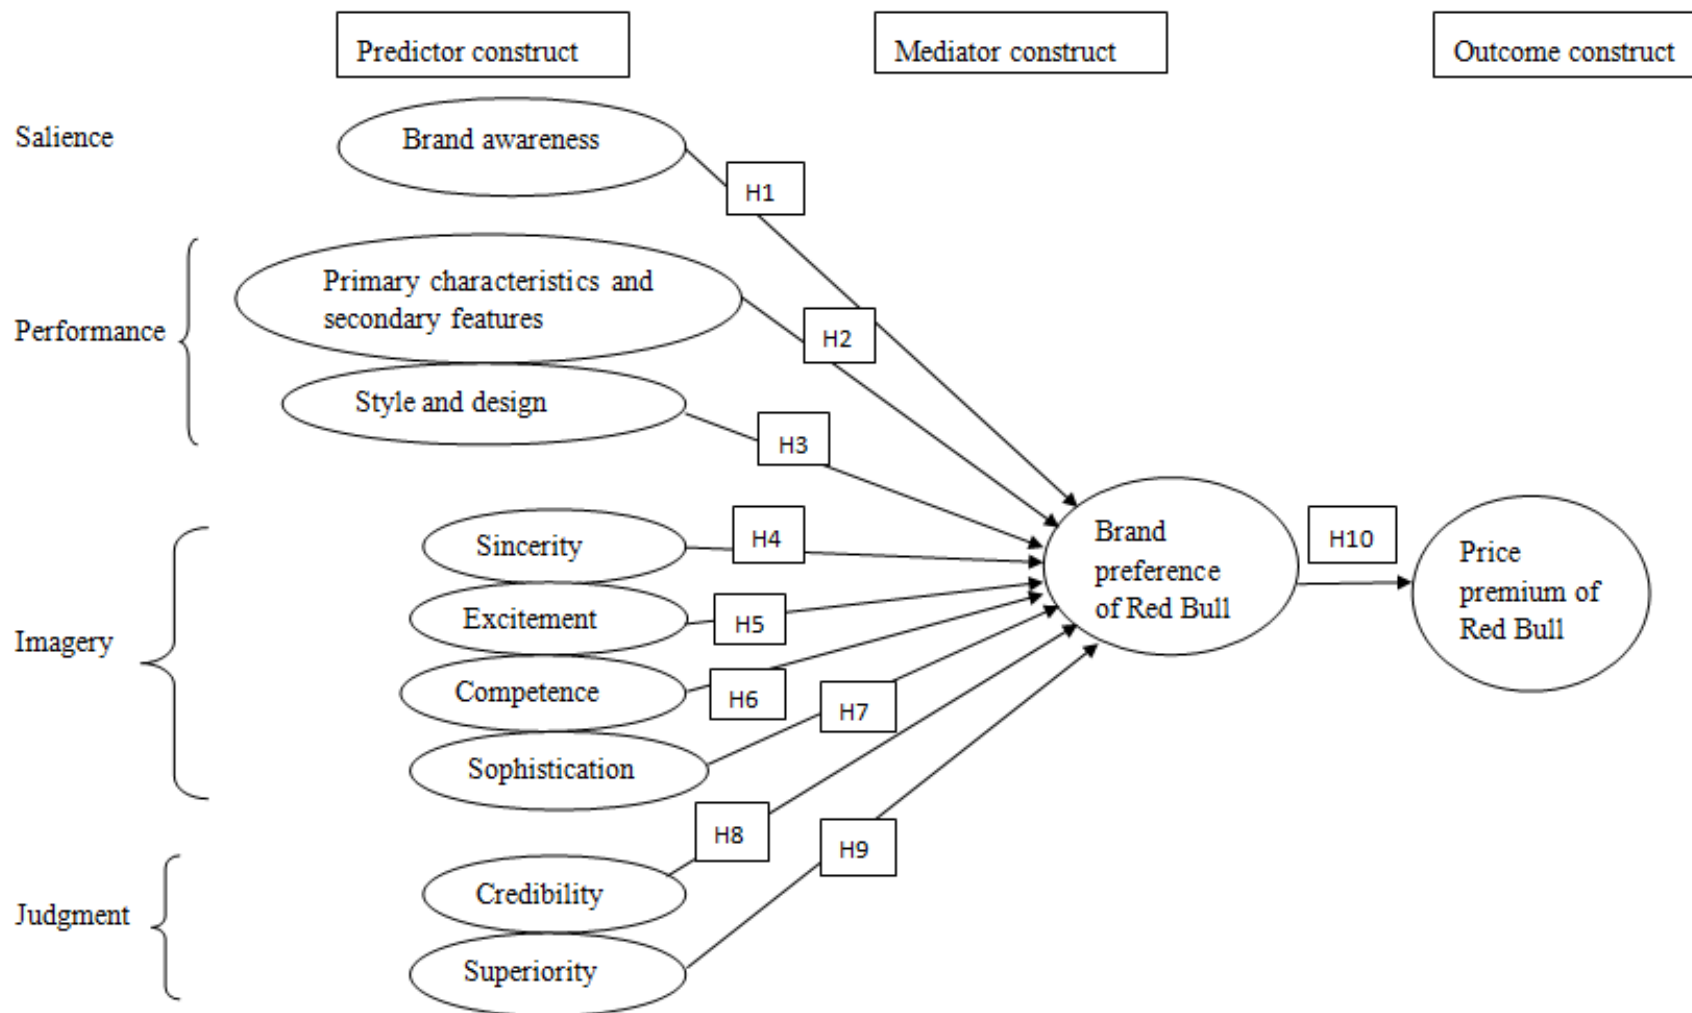 Predictor construct
Mediator construct
Outcome construct
Salience
Brand awareness
H1
Performance
Primary characteristics and
secondary features
H2
Style and design
H3
Imagery
Sincerity
H4
Excitement
H5
Competence
H6
Sophistication
H7
Judgment
Credibility
H8
Superiority
H9
Brand
preference
of Red Bull
H10
Price
premium of
Red Bull